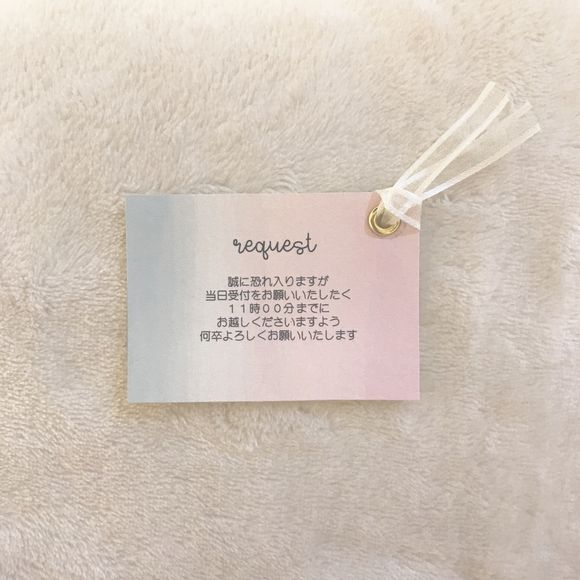 request
誠に恐れ入りますが
当日受付をお願いいたしたく
１１時００分までに
お越しくださいますよう
何卒よろしくお願いいたします